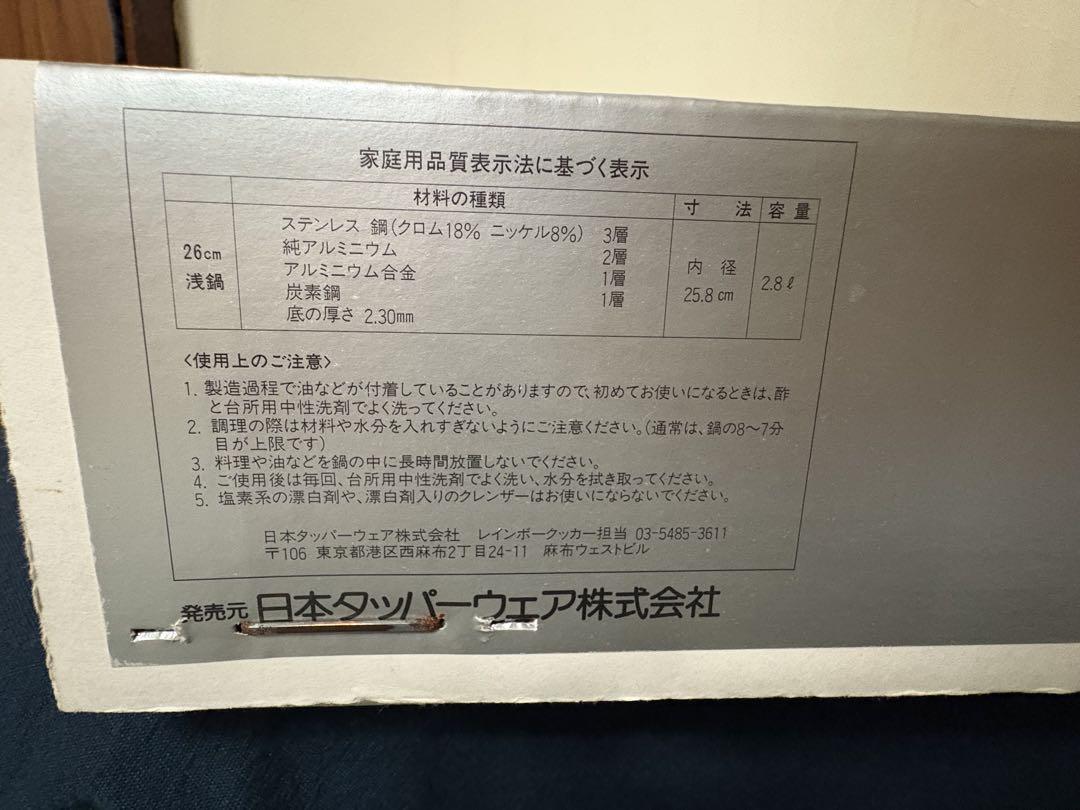 家庭用品質表示法に基づく表示
材料の種類 寸 法 容量
26cm 浅鍋
ステンレス 鋼(クロム18% ニッケル8%) 3層
純アルミニウム 2層
アルミニウム合金 1層
炭素鋼 1層
底の厚さ 2.30mm
内 径
25.8cm
2.8ℓ
〈使用上のご注意〉
1. 製造過程で油などが付着していることがありますので、初めてお使いになるときは、酢
と台所用中性洗剤でよく洗ってください。
2. 調理の際は材料や水分を入れすぎないようにご注意ください。(通常は、鍋の8〜7分
目が上限です)
3. 料理や油などを鍋の中に長時間放置しないでください。
4. ご使用後は毎回、台所用中性洗剤でよく洗い、水分を拭き取ってください。
5. 塩素系の漂白剤や、漂白剤入りのクレンザーはお使いにならないでください。
日本タッパーウェア株式会社 レインボークッカー担当 03-5485-3611
〒106 東京都港区西麻布2丁目24-11 麻布ウェストビル
発売元 日本タッパーウェア株式会社